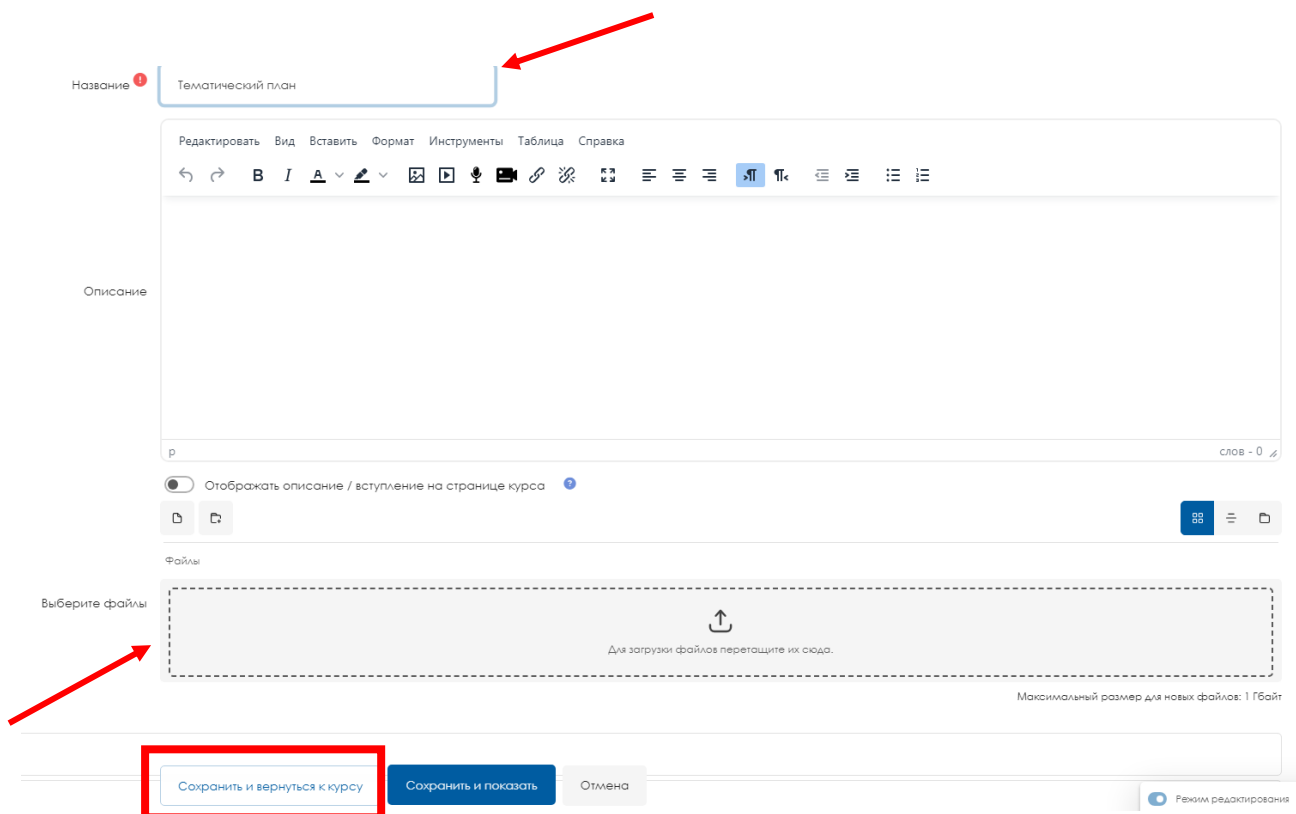 Название
Тематический план
Редактировать Вид Вставить Формат Инструменты Таблица Справка
Описание
p
слов - 0
Отображать описание / вступление на странице курса
Файлы
Выберите файлы
Для загрузки файлов перетащите их сюда.
Максимальный размер для новых файлов: 1 Гбайт
Сохранить и вернуться к курсу Сохранить и показать Отмена
Режим редактирования